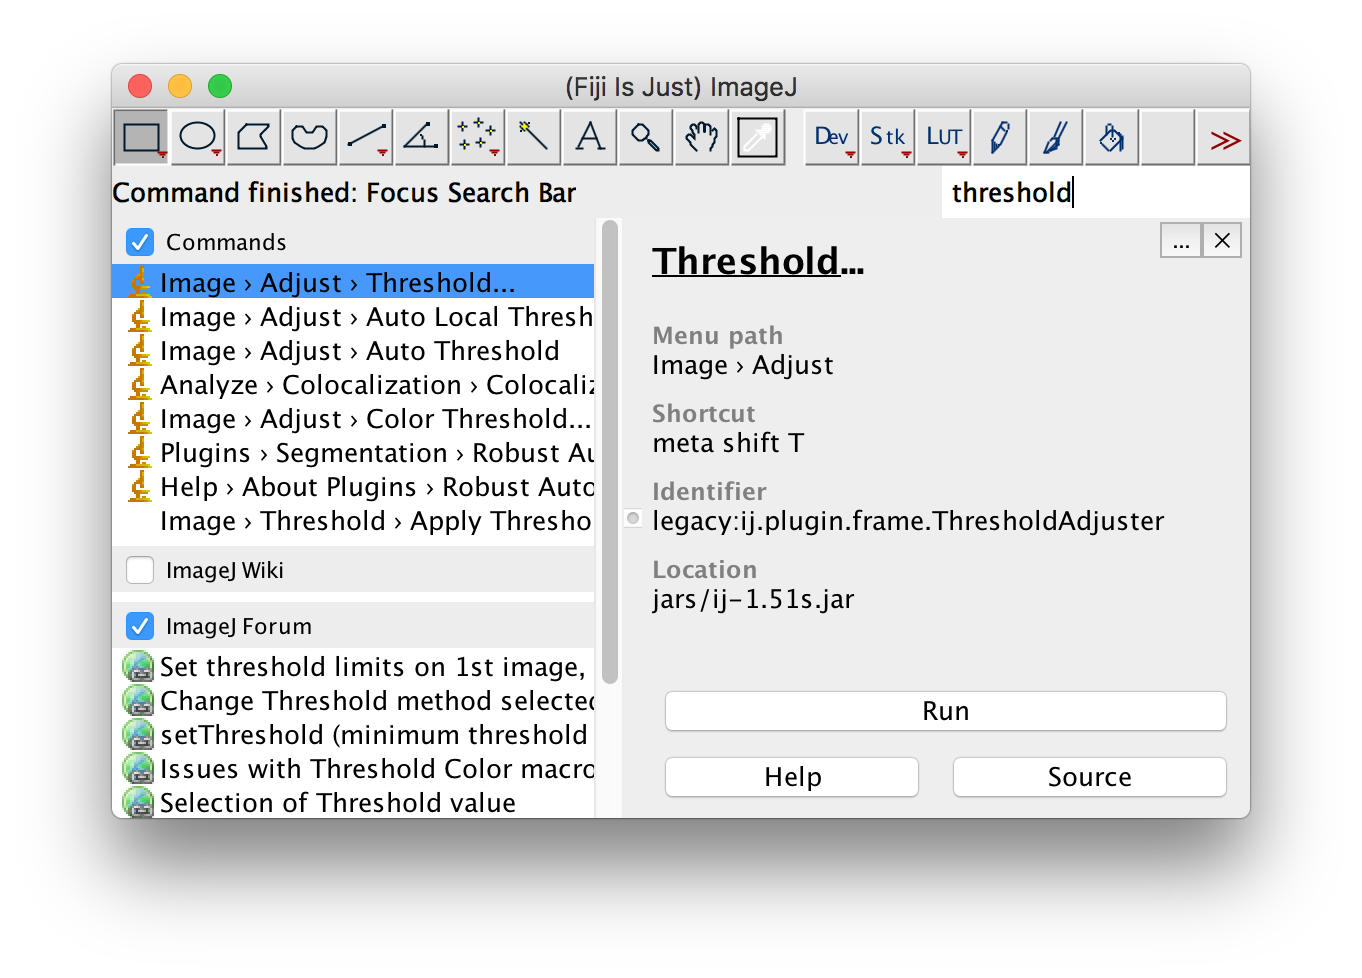 (Fiji Is Just) ImageJ
A Dev Stk LUT >>
Command finished: Focus Search Bar
threshold
Commands
... ×
Image › Adjust › Threshold...
Image › Adjust › Auto Local Thresh
Image › Adjust › Auto Threshold
Analyze › Colocalization › Colocaliz
Image › Adjust › Color Threshold...
Plugins › Segmentation › Robust Au
Help › About Plugins › Robust Auto
Image › Threshold › Apply Thresho
ImageJ Wiki
ImageJ Forum
Set threshold limits on 1st image,
Change Threshold method selected
setThreshold (minimum threshold
Issues with Threshold Color macro
Selection of Threshold value
Threshold...
Menu path
Image › Adjust
Shortcut
meta shift T
Identifier
legacy:ij.plugin.frame.ThresholdAdjuster
Location
jars/ij-1.51s.jar
Run
Help
Source